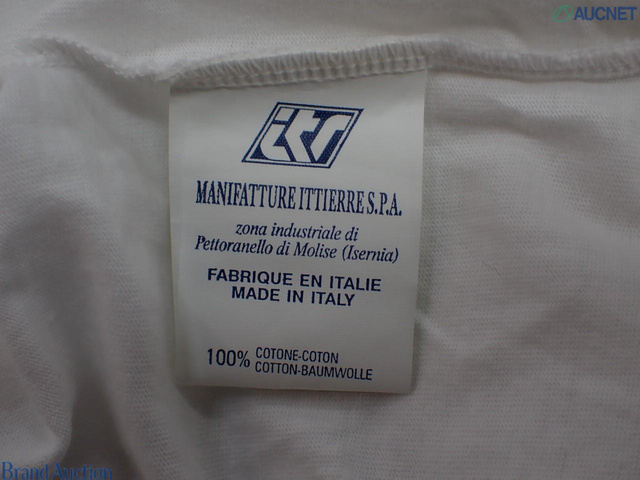 AUCNET
itr
MANIFATTURE ITTIERRE S.P.A.
zona industriale di
Pettoranello di Molise (Isernia)
FABRIQUE EN ITALIE
MADE IN ITALY
100% COTONE-COTON
COTTON-BAUMWOLLE
Brand Auction